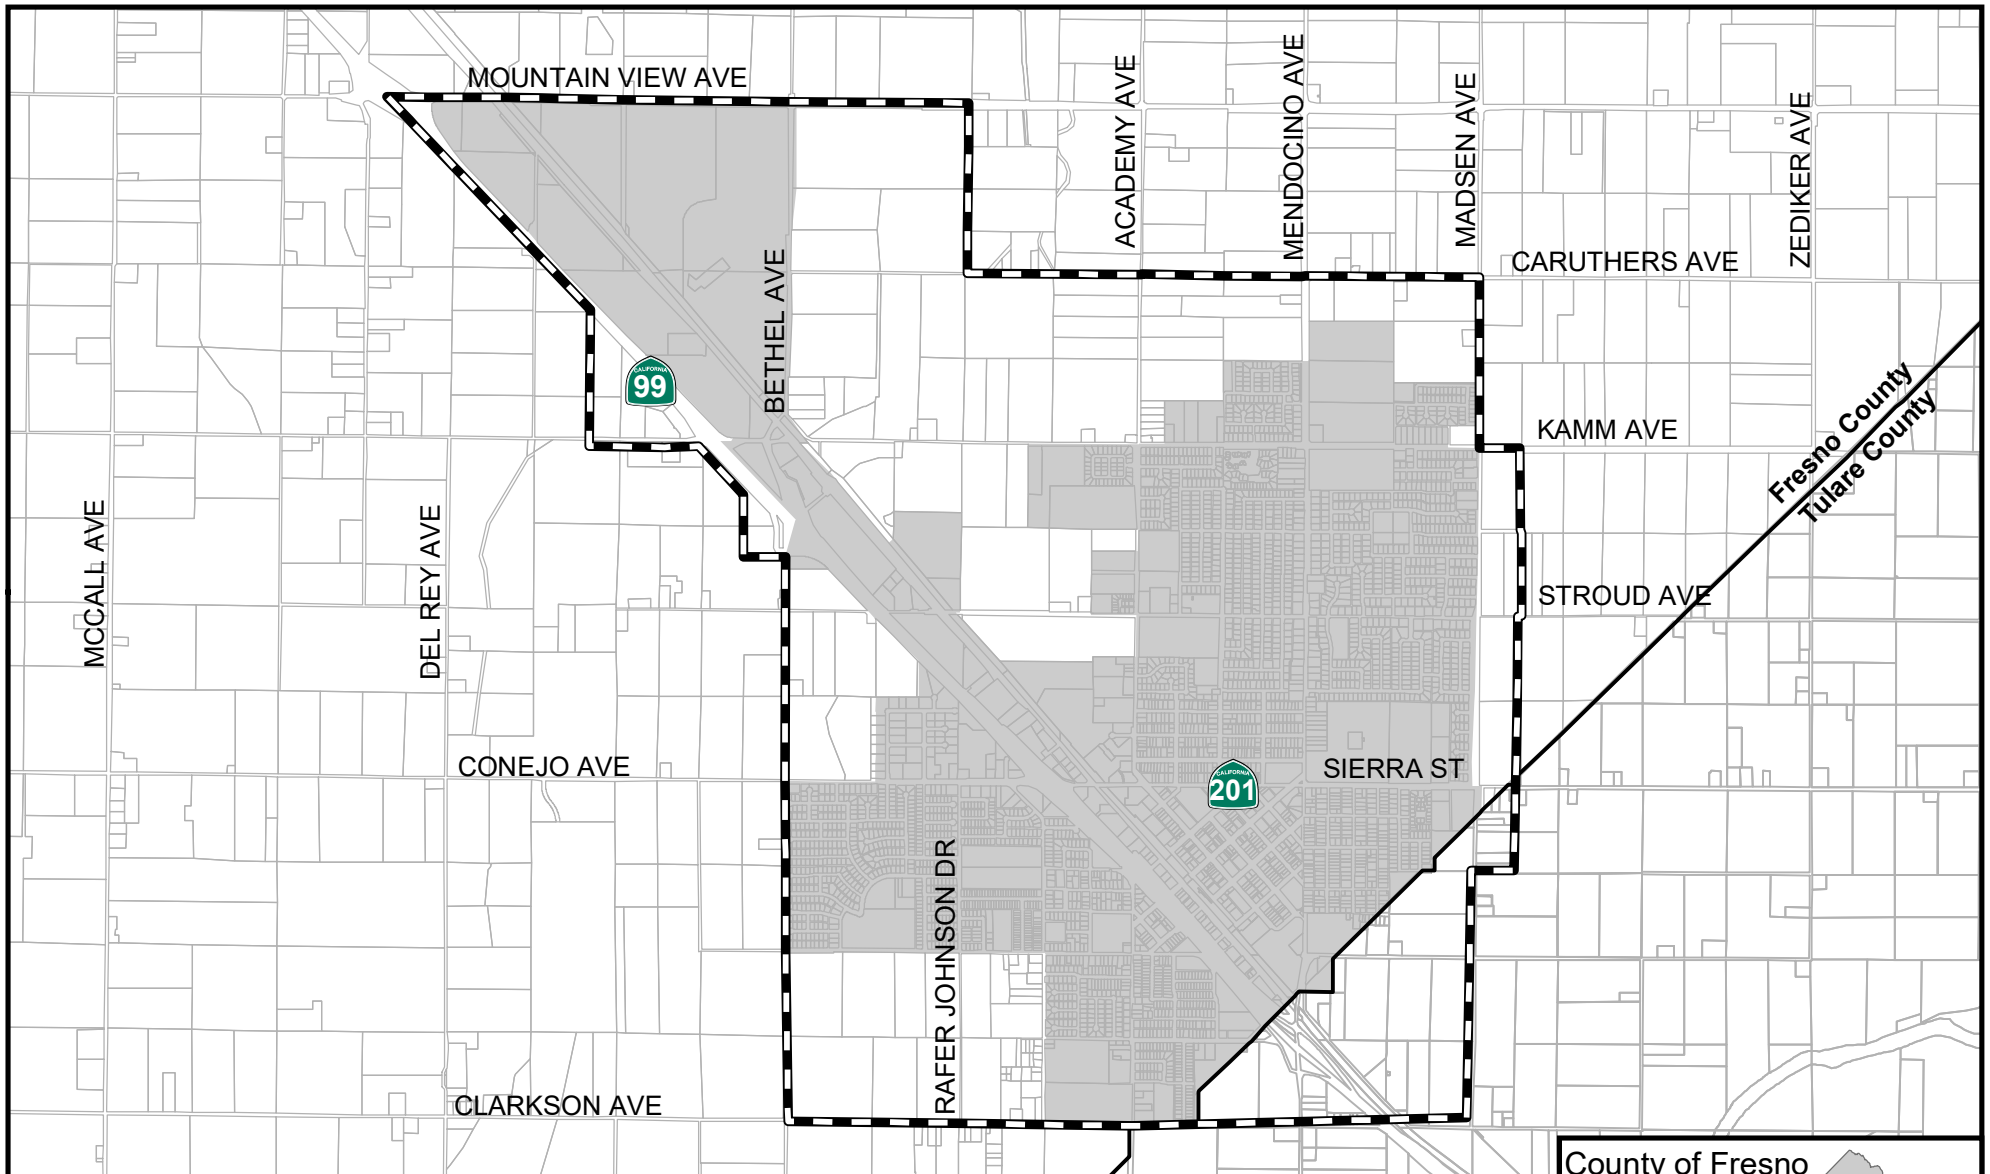 MOUNTAIN VIEW AVE
ACADEMY AVE
MENDOCINO AVE
MADSEN AVE
ZEDIKER AVE
BETHEL AVE
CARUTHERS AVE
CALIFORNIA
99
KAMM AVE
Fresno County
Tulare County
MCCALL AVE
DEL REY AVE
STROUD AVE
CONEJO AVE
CALIFORNIA
201
SIERRA ST
RAFER JOHNSON DR
CLARKSON AVE
County of Fresno